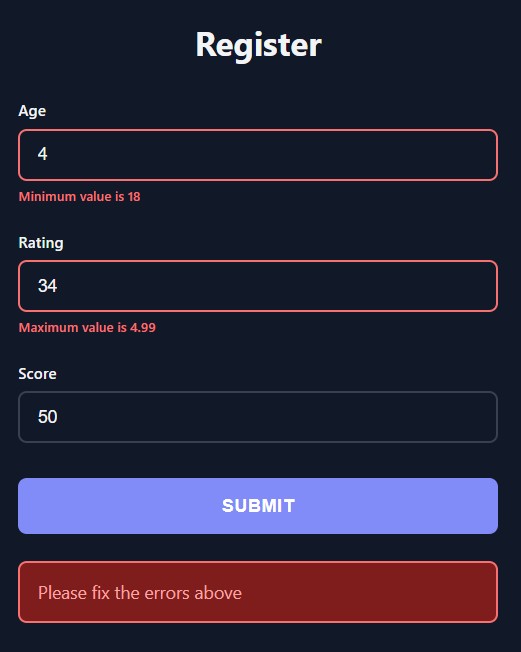 Register
Age
4
Minimum value is 18
Rating
34
Maximum value is 4.99
Score
50
SUBMIT
Please fix the errors above